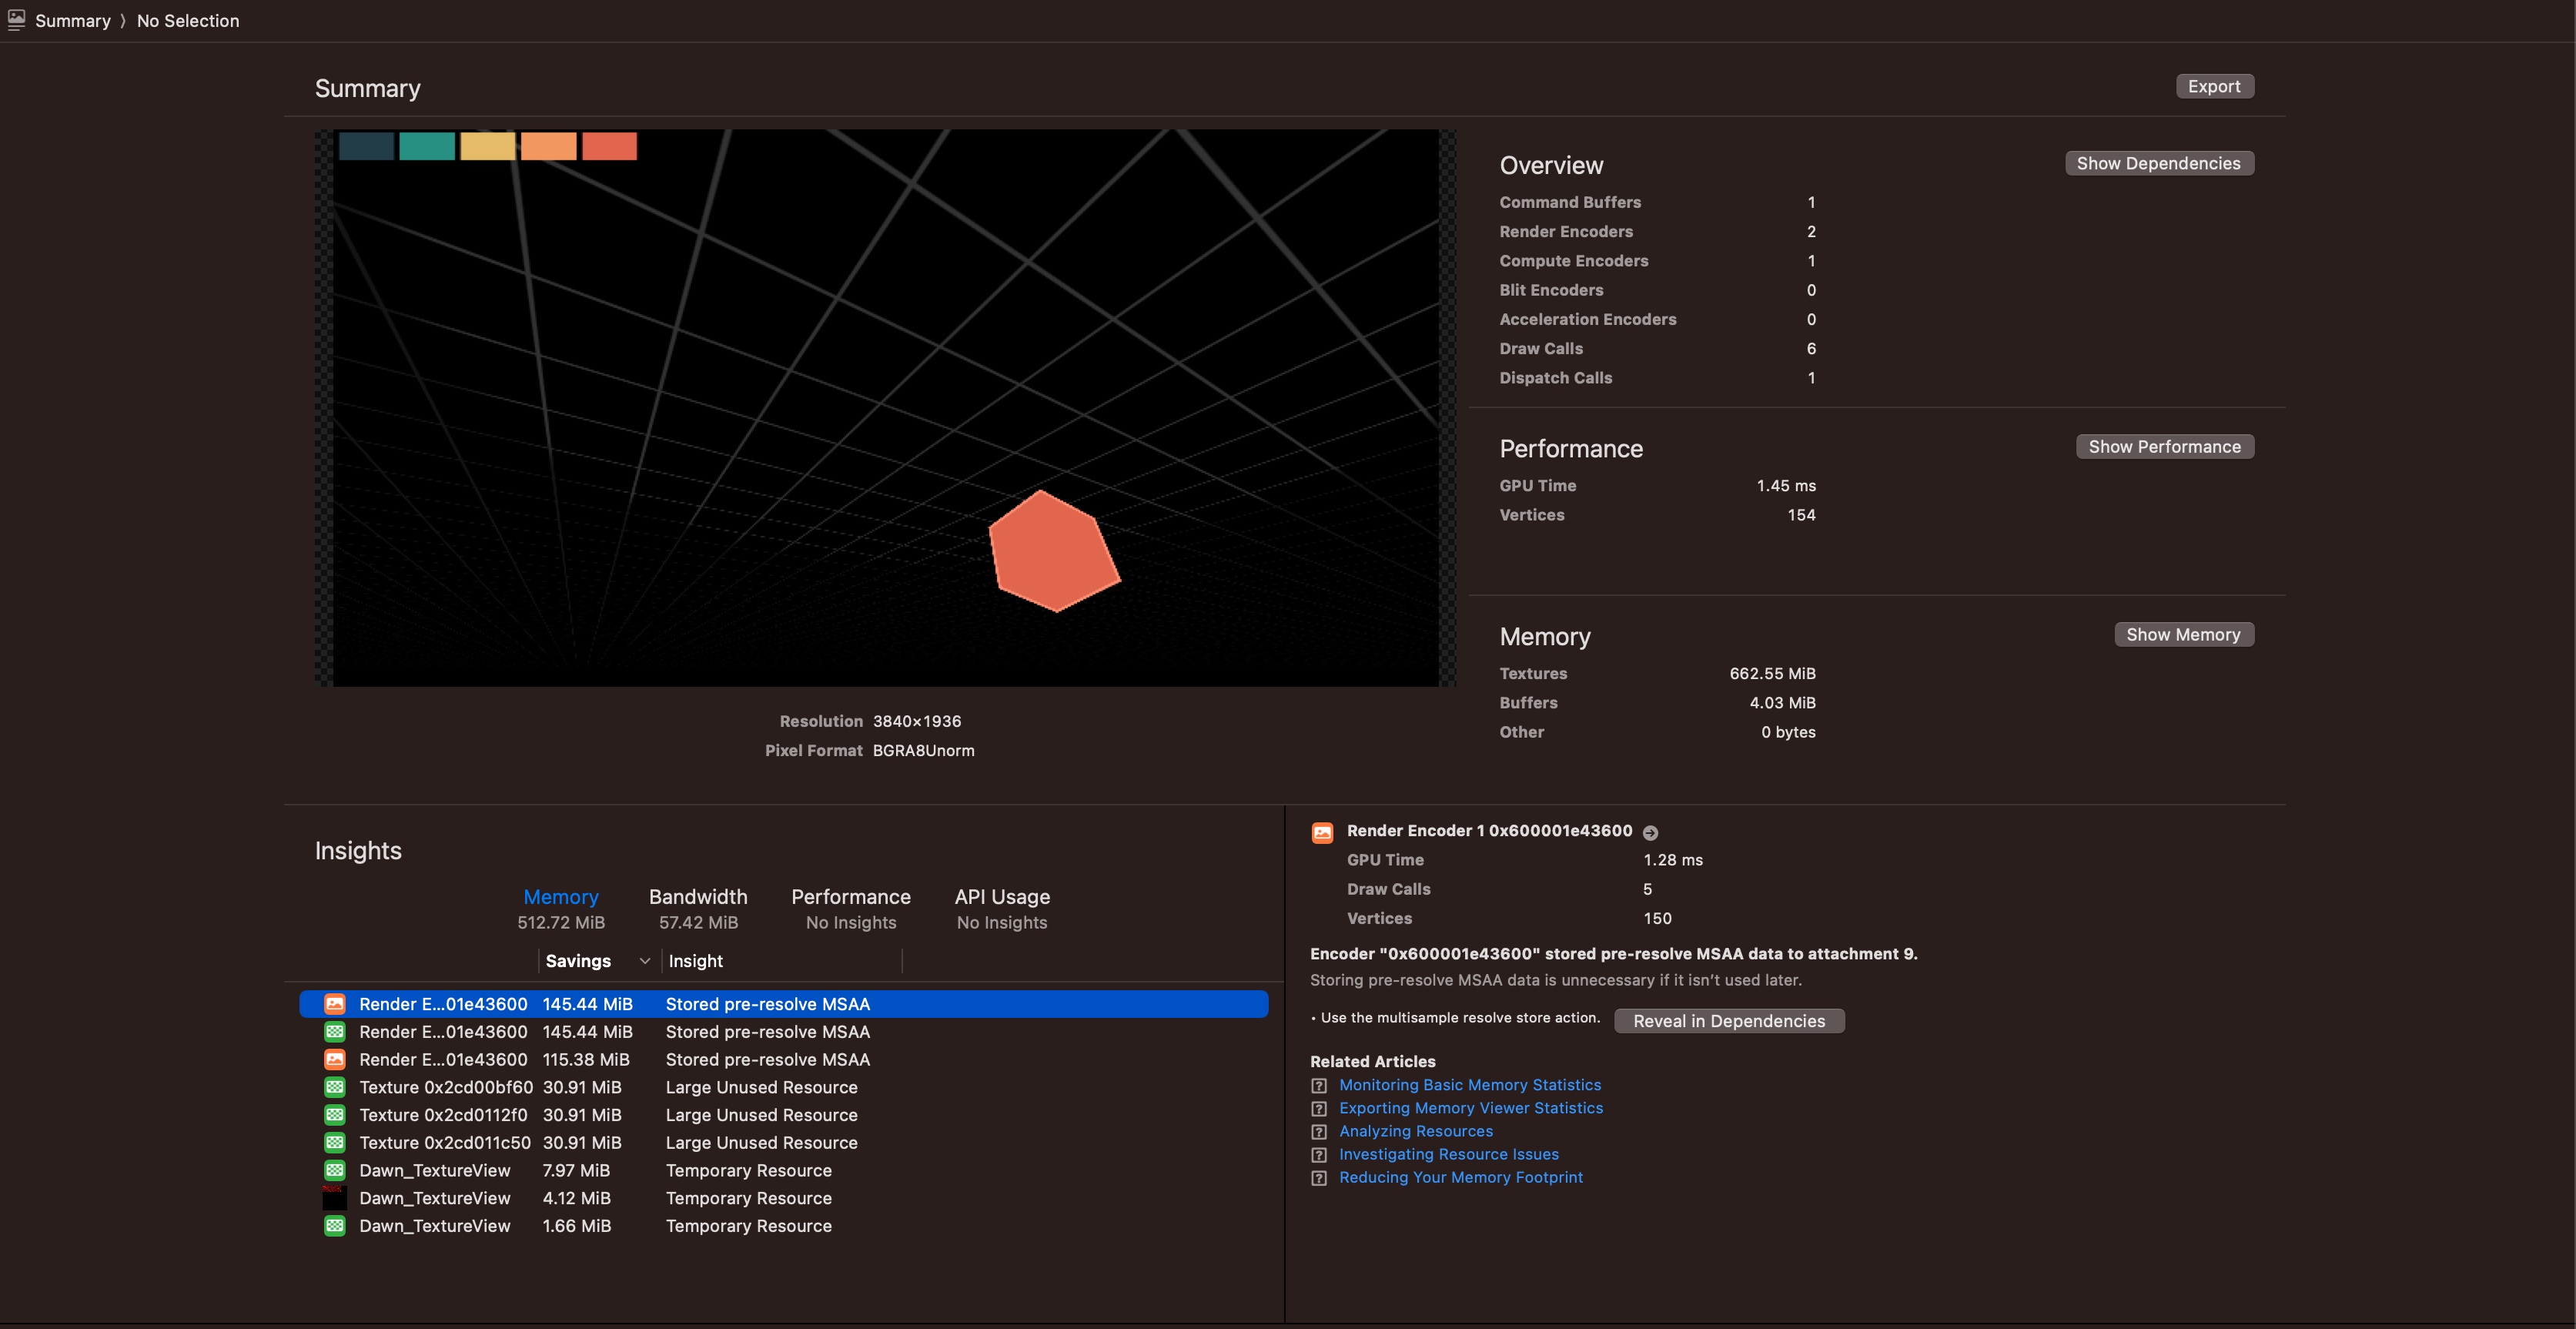 Summary ⟩ No Selection
Summary
Export
Overview
Show Dependencies
Command Buffers 1
Render Encoders 2
Compute Encoders 1
Blit Encoders 0
Acceleration Encoders 0
Draw Calls 6
Dispatch Calls 1
Performance
Show Performance
GPU Time 1.45 ms
Vertices 154
Memory
Show Memory
Textures 662.55 MiB
Buffers 4.03 MiB
Other 0 bytes
Resolution 3840×1936
Pixel Format BGRA8Unorm
Insights
Memory Bandwidth Performance API Usage
512.72 MiB 57.42 MiB No Insights No Insights
Savings Insight
Render E...01e43600 145.44 MiB Stored pre-resolve MSAA
Render E...01e43600 145.44 MiB Stored pre-resolve MSAA
Render E...01e43600 115.38 MiB Stored pre-resolve MSAA
Texture 0x2cd00bf60 30.91 MiB Large Unused Resource
Texture 0x2cd0112f0 30.91 MiB Large Unused Resource
Texture 0x2cd011c50 30.91 MiB Large Unused Resource
Dawn_TextureView 7.97 MiB Temporary Resource
Dawn_TextureView 4.12 MiB Temporary Resource
Dawn_TextureView 1.66 MiB Temporary Resource
Render Encoder 1 0x600001e43600
GPU Time 1.28 ms
Draw Calls 5
Vertices 150
Encoder "0x600001e43600" stored pre-resolve MSAA data to attachment 9.
Storing pre-resolve MSAA data is unnecessary if it isn’t used later.
• Use the multisample resolve store action. Reveal in Dependencies
Related Articles
Monitoring Basic Memory Statistics
Exporting Memory Viewer Statistics
Analyzing Resources
Investigating Resource Issues
Reducing Your Memory Footprint